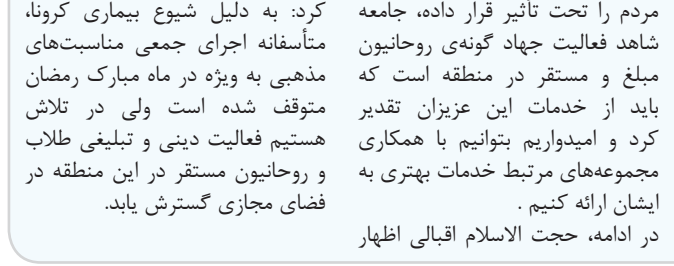 مردم را تحت تأثیر قرار داده، جامعه
شاهد فعالیت جهاد گونه‌ی روحانیون
مبلغ و مستقر در منطقه است که
باید از خدمات این عزیزان تقدیر
کرد و امیدواریم بتوانیم با همکاری
مجموعه‌های مرتبط خدمات بهتری به
ایشان ارائه کنیم .
در ادامه، حجت الاسلام اقبالی اظهار
کرد: به دلیل شیوع بیماری کرونا،
متأسفانه اجرای جمعی مناسبت‌های
مذهبی به ویژه در ماه مبارک رمضان
متوقف شده است ولی در تلاش
هستیم فعالیت دینی و تبلیغی طلاب
و روحانیون مستقر در این منطقه در
فضای مجازی گسترش یابد.